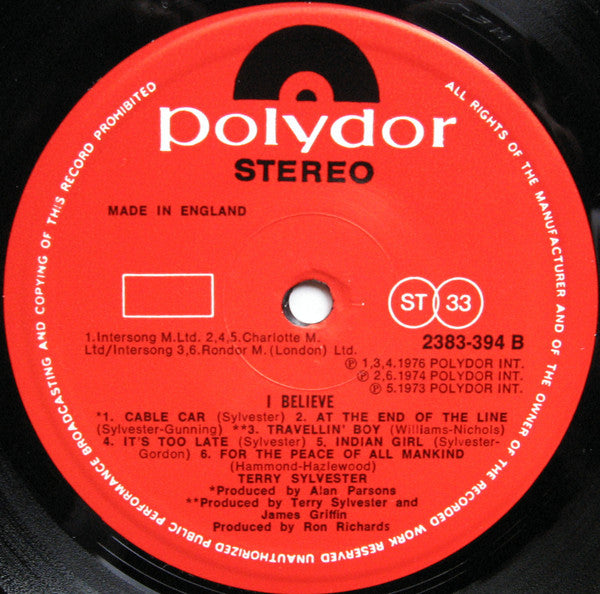 polydor
STEREO
MADE IN ENGLAND
ST 33
1.Intersong M.Ltd. 2,4,5.Charlotte M.
Ltd/Intersong 3,6.Rondor M. (London) Ltd.
2383-394 B
Ⓟ 1,3,4.1976 POLYDOR INT.
Ⓟ 2,6.1974 POLYDOR INT.
Ⓟ 5.1973 POLYDOR INT.
I BELIEVE
*1. CABLE CAR (Sylvester) 2. AT THE END OF THE LINE
(Sylvester-Gunning) **3. TRAVELLIN' BOY (Williams-Nichols)
4. IT'S TOO LATE (Sylvester) 5. INDIAN GIRL (Sylvester-
Gordon) 6. FOR THE PEACE OF ALL MANKIND
(Hammond-Hazlewood)
TERRY SYLVESTER
*Produced by Alan Parsons
**Produced by Terry Sylvester and
James Griffin
Produced by Ron Richards
ALL RIGHTS OF THE MANUFACTURER AND OF THE OWNER OF THE RECORDED WORK RESERVED UNAUTHORIZED PUBLIC PERFORMANCE BROADCASTING AND COPYING OF THIS RECORD PROHIBITED